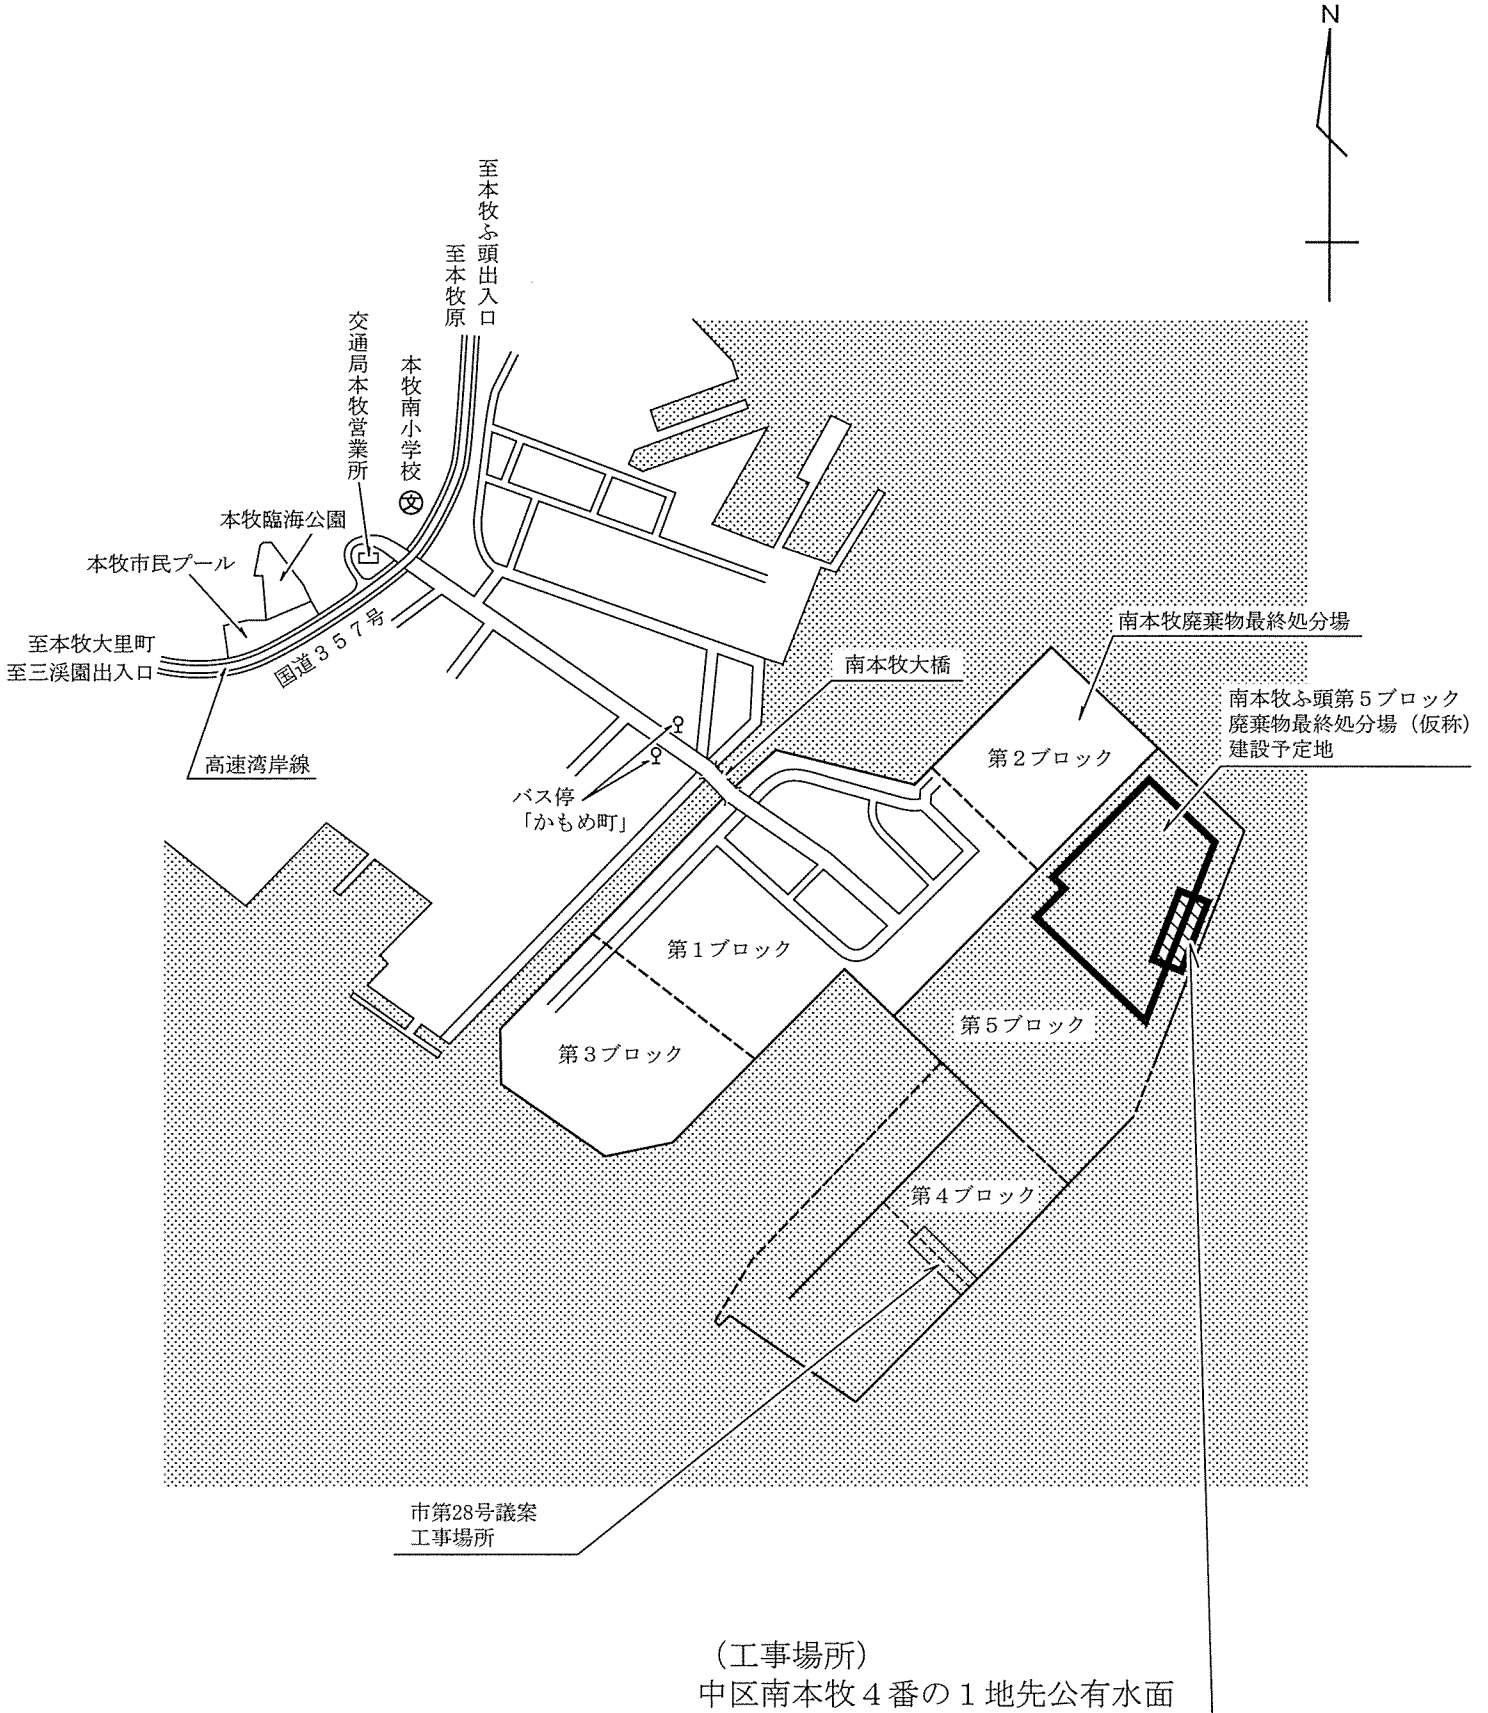 N
至本牧ふ頭出入口
至本牧原
交通局本牧営業所
本牧南小学校
文
本牧臨海公園
本牧市民プール
至本牧大里町
至三渓園出入口
国道３５７号
高速湾岸線
南本牧廃棄物最終処分場
南本牧大橋
南本牧ふ頭第５ブロック
廃棄物最終処分場（仮称）
建設予定地
第２ブロック
バス停
「かもめ町」
第１ブロック
第３ブロック
第５ブロック
第４ブロック
市第28号議案
工事場所
（工事場所）
中区南本牧４番の１地先公有水面